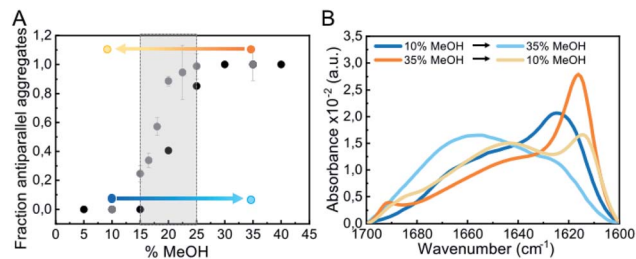 A
Fraction antiparallel aggregates
1,2
1,0
0,8
0,6
0,4
0,2
0,0
0 5 10 15 20 25 30 35 40 45
% MeOH
B
10% MeOH → 35% MeOH
35% MeOH → 10% MeOH
Absorbance x10⁻² (a.u.)
3,5
3,0
2,5
2,0
1,5
1,0
0,5
0,0
1700 1680 1660 1640 1620 1600
Wavenumber (cm⁻¹)